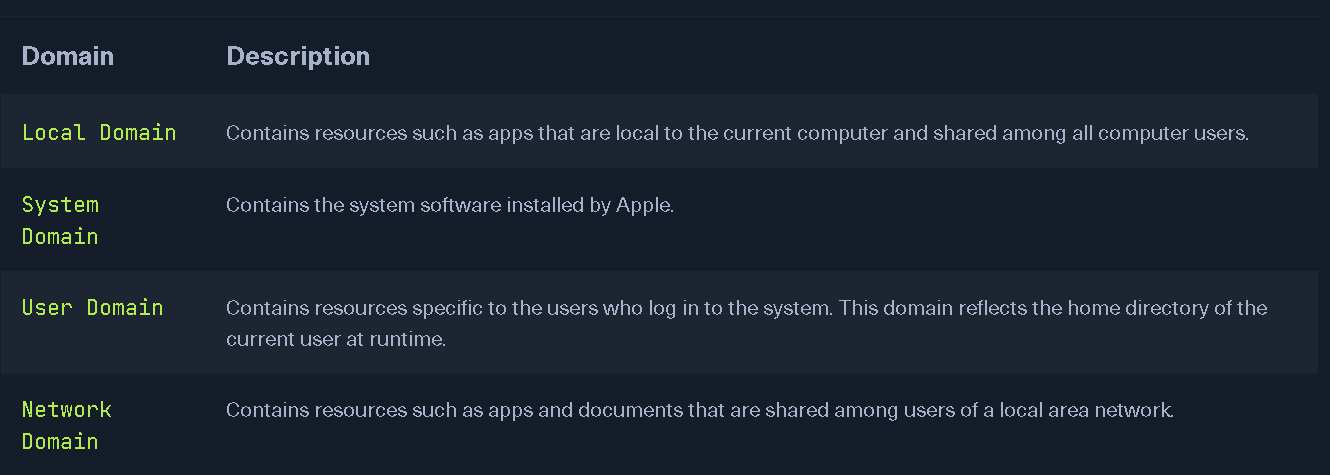 Domain Description
Local Domain Contains resources such as apps that are local to the current computer and shared among all computer users.
System Domain Contains the system software installed by Apple.
User Domain Contains resources specific to the users who log in to the system. This domain reflects the home directory of the
current user at runtime.
Network Domain Contains resources such as apps and documents that are shared among users of a local area network.